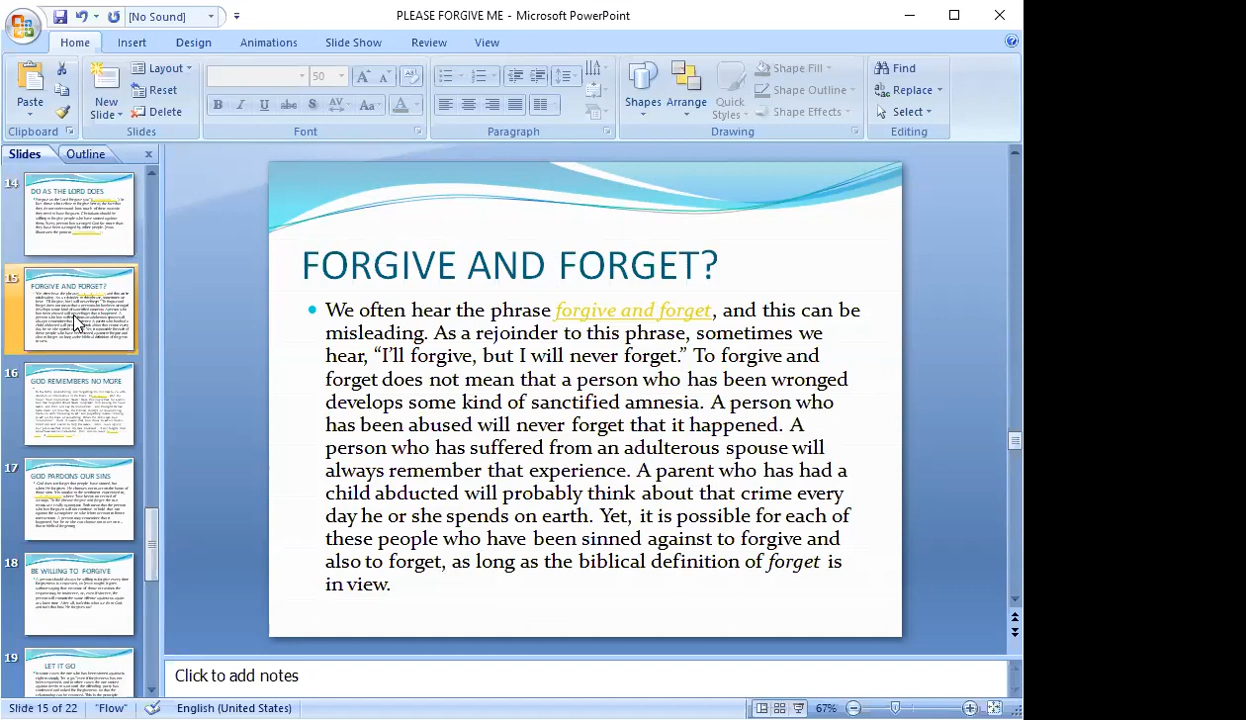 [No Sound]
PLEASE FORGIVE ME - Microsoft PowerPoint
Home Insert Design Animations Slide Show Review View
Paste
New
Slide
Layout
Reset
Delete
50
B I U abc S AV Aa A
Shapes Arrange Quick
Styles
Shape Fill
Shape Outline
Shape Effects
Find
Replace
Select
Clipboard Slides Font Paragraph Drawing Editing
Slides Outline
14
DO AS THE LORD DOES
15
FORGIVE AND FORGET?
16
GOD REMEMBERS NO MORE
17
GOD PARDONS OUR SINS
18
BE WILLING TO FORGIVE
19
LET IT GO
FORGIVE AND FORGET?
• We often hear the phrase forgive and forget, and this can be
misleading. As a rejoinder to this phrase, sometimes we
hear, “I’ll forgive, but I will never forget.” To forgive and
forget does not mean that a person who has been wronged
develops some kind of sanctified amnesia. A person who
has been abused will never forget that it happened. A
person who has suffered from an adulterous spouse will
always remember that experience. A parent who has had a
child abducted will probably think about that crime every
day he or she spends on earth. Yet, it is possible for each of
these people who have been sinned against to forgive and
also to forget, as long as the biblical definition of forget is
in view.
Click to add notes
Slide 15 of 22 "Flow" English (United States) 67%